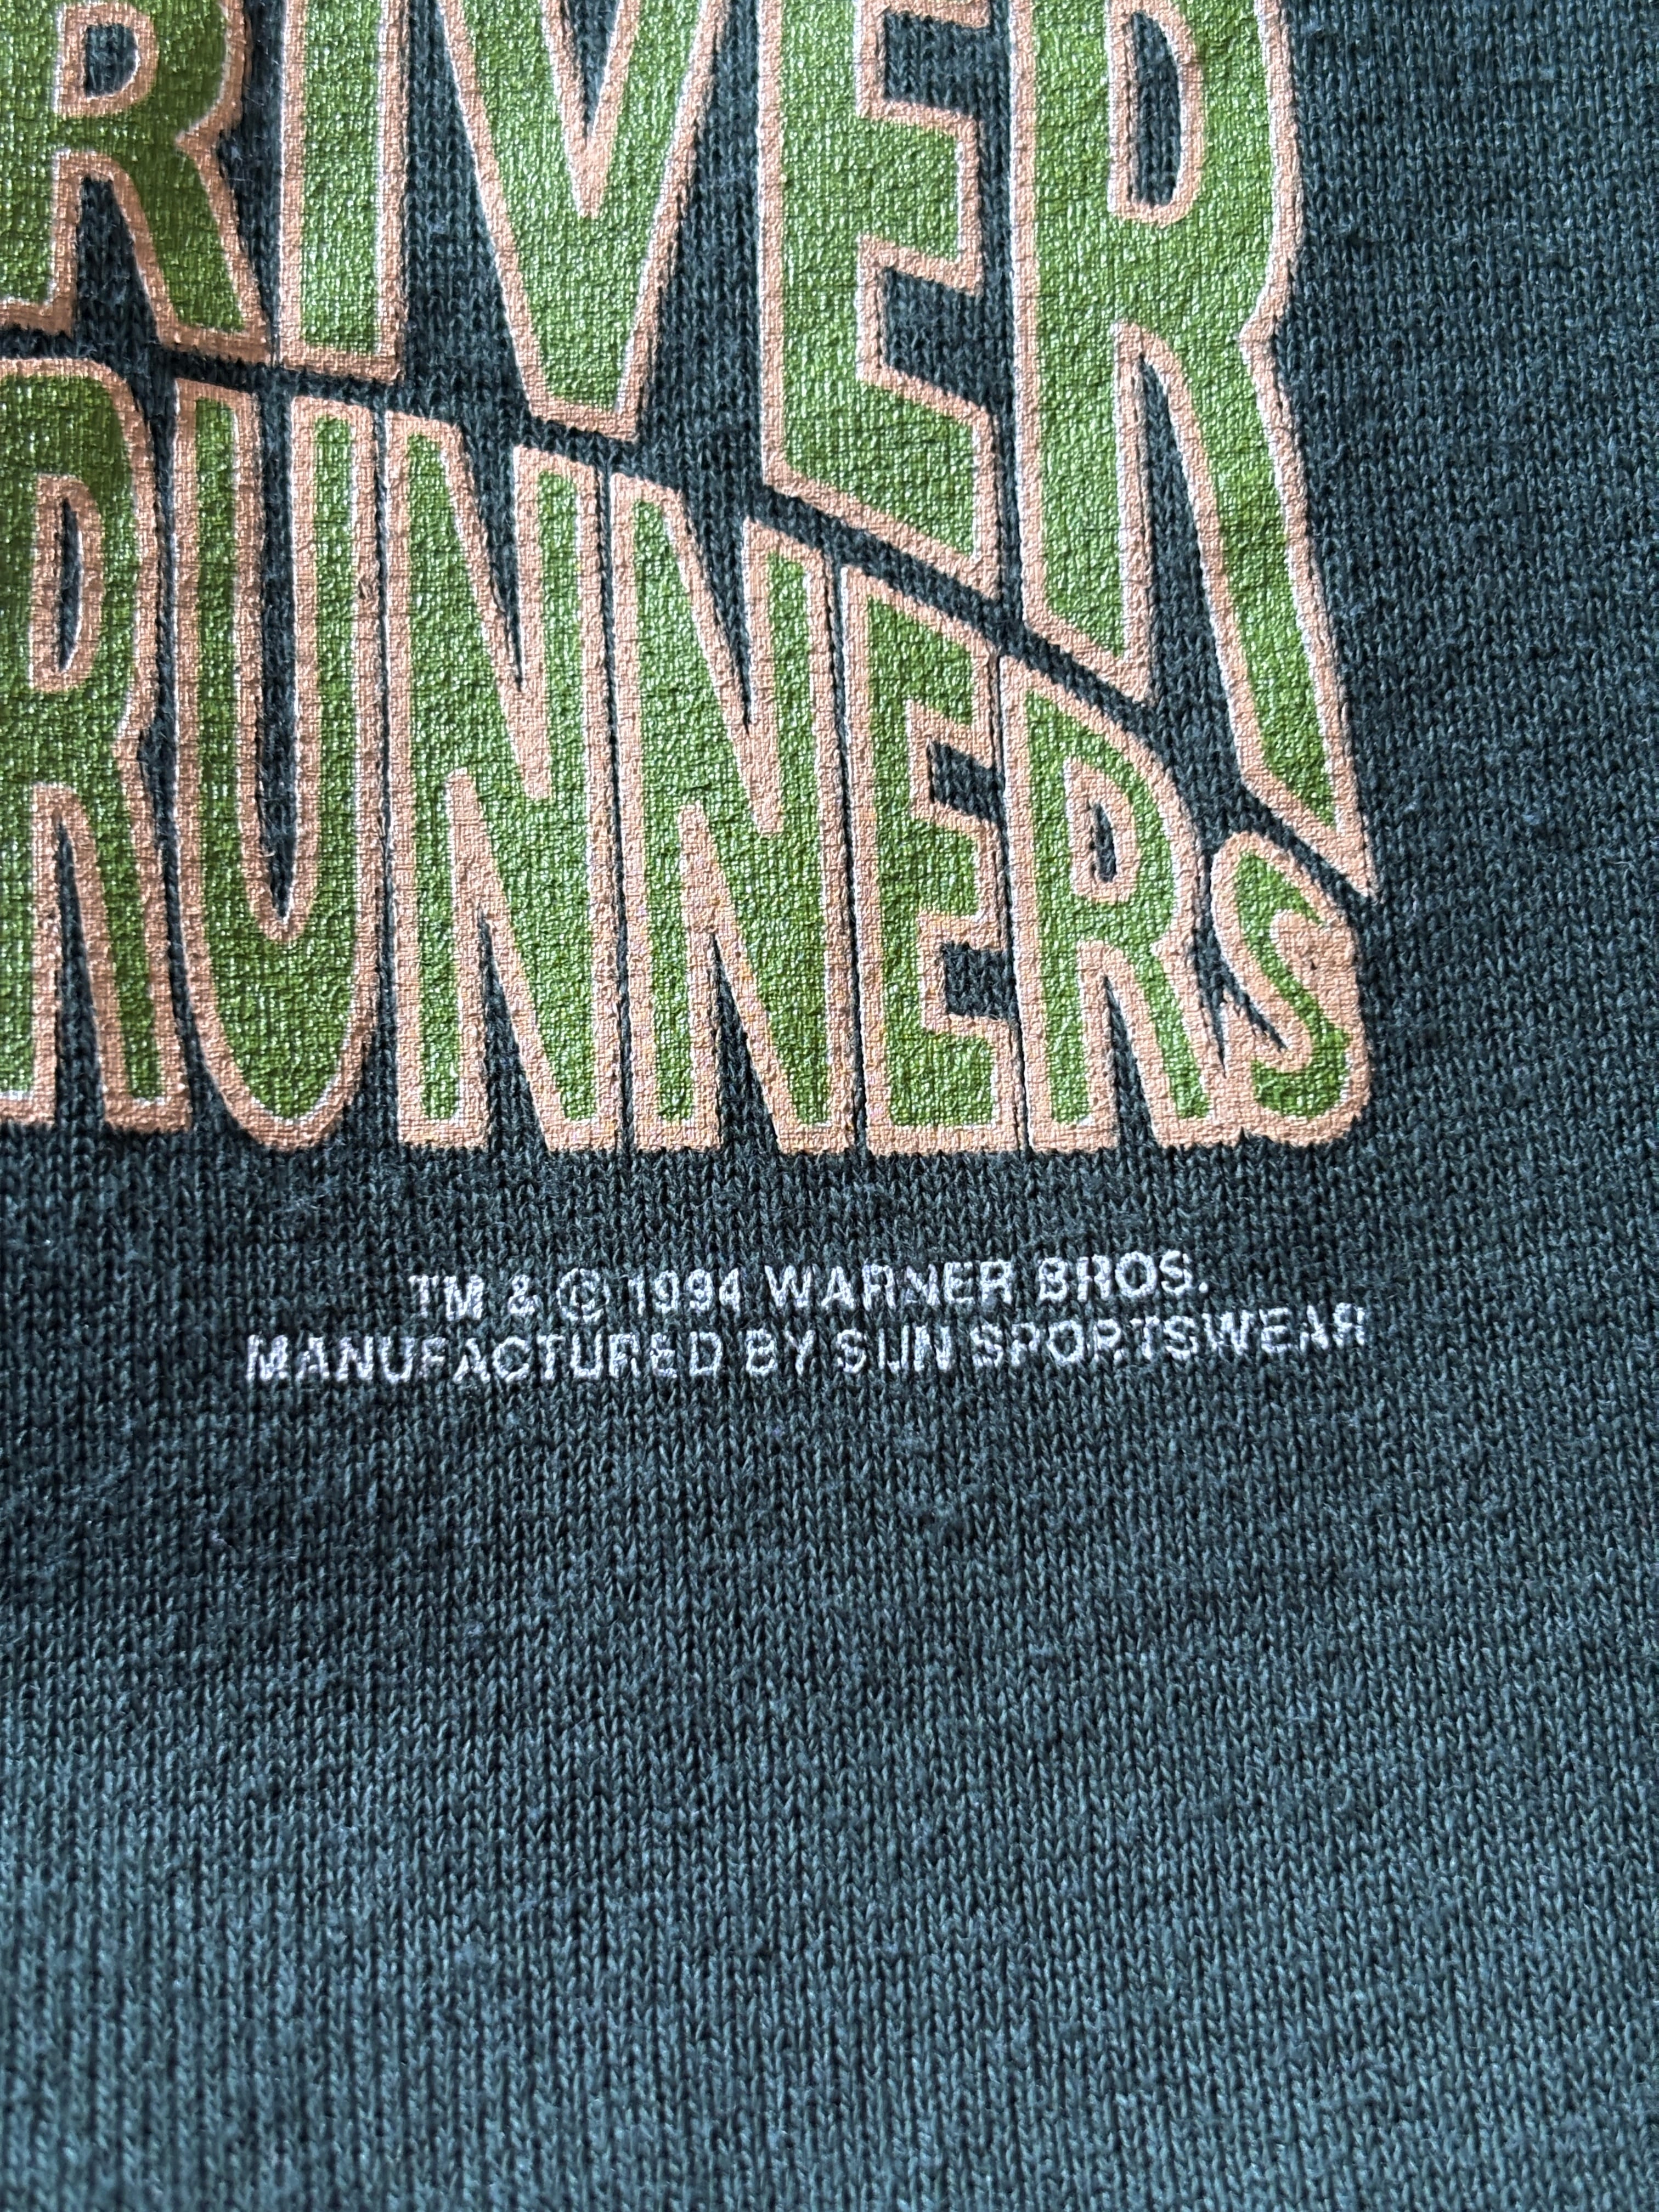 RIVER
RUNNERS
TM & © 1994 WARNER BROS.
MANUFACTURED BY SUN SPORTSWEAR